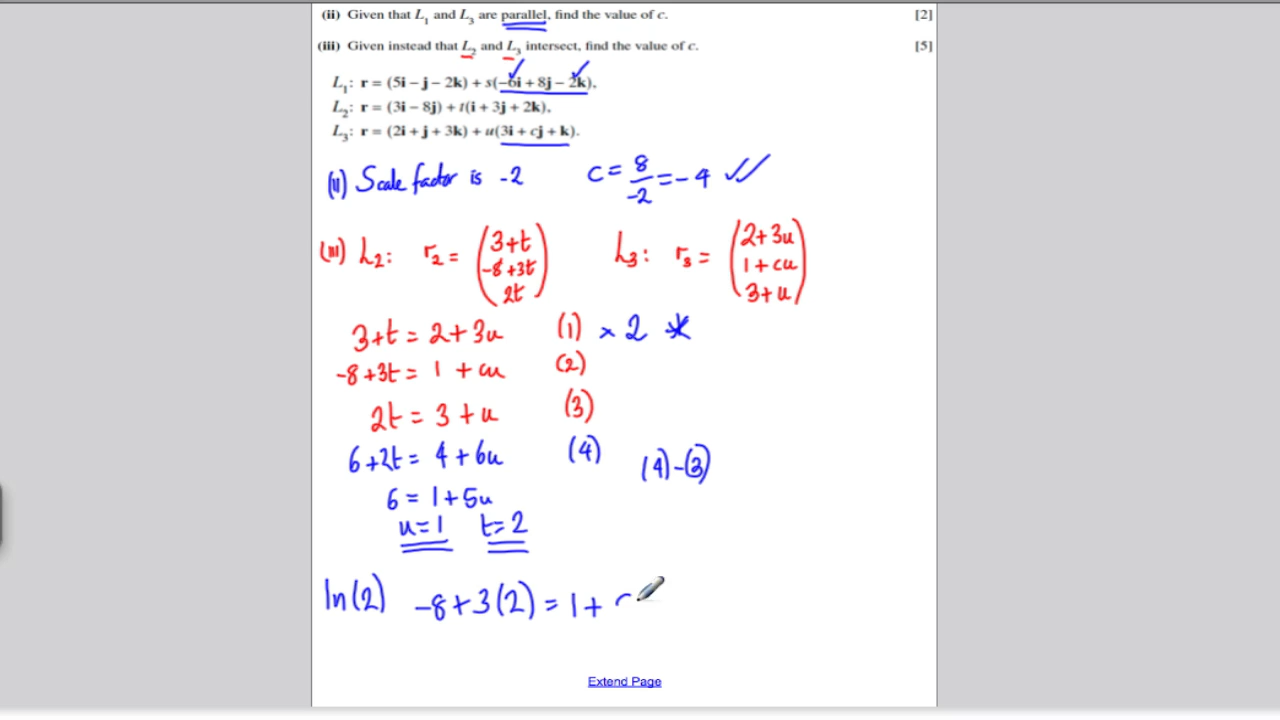 (ii) Given that L₁ and L₃ are parallel, find the value of c. [2]
(iii) Given instead that L₂ and L₃ intersect, find the value of c. [5]
L₁: r = (5i − j − 2k) + s(−6i + 8j − 2k),
L₂: r = (3i − 8j) + t(i + 3j + 2k),
L₃: r = (2i + j + 3k) + u(3i + cj + k).
(ii) Scale factor is -2 c = 8/-2 = -4 ✓✓
(iii) L₂: r₂ = (3+t, -8+3t, 2t) L₃: r₃ = (2+3u, 1+cu, 3+u)
3+t = 2+3u (1) × 2 *
-8+3t = 1 + cu (2)
2t = 3 + u (3)
6+2t = 4 + 6u (4) (4)-(3)
6 = 1+5u
u=1 t=2
In(2) -8+3(2) = 1 + c
Extend Page